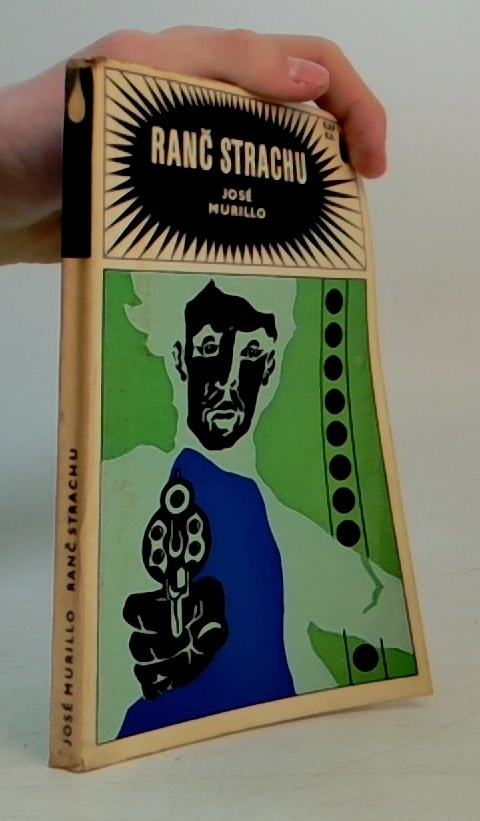 RANČ STRACHU
JOSÉ
MURILLO
JOSÉ MURILLO RANČ STRACHU